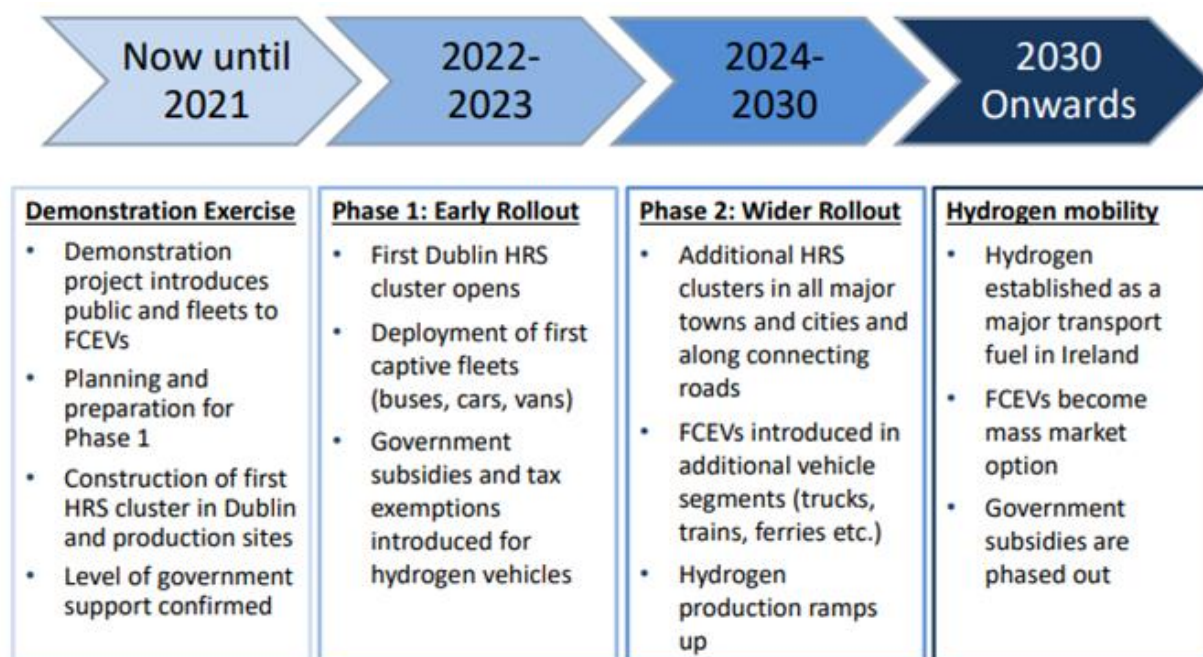 Now until
2021
2022-
2023
2024-
2030
2030
Onwards
Demonstration Exercise
• Demonstration
project introduces
public and fleets to
FCEVs
• Planning and
preparation for
Phase 1
• Construction of first
HRS cluster in Dublin
and production sites
• Level of government
support confirmed
Phase 1: Early Rollout
• First Dublin HRS
cluster opens
• Deployment of first
captive fleets
(buses, cars, vans)
• Government
subsidies and tax
exemptions
introduced for
hydrogen vehicles
Phase 2: Wider Rollout
• Additional HRS
clusters in all major
towns and cities and
along connecting
roads
• FCEVs introduced in
additional vehicle
segments (trucks,
trains, ferries etc.)
• Hydrogen
production ramps
up
Hydrogen mobility
• Hydrogen
established as a
major transport
fuel in Ireland
• FCEVs become
mass market
option
• Government
subsidies are
phased out